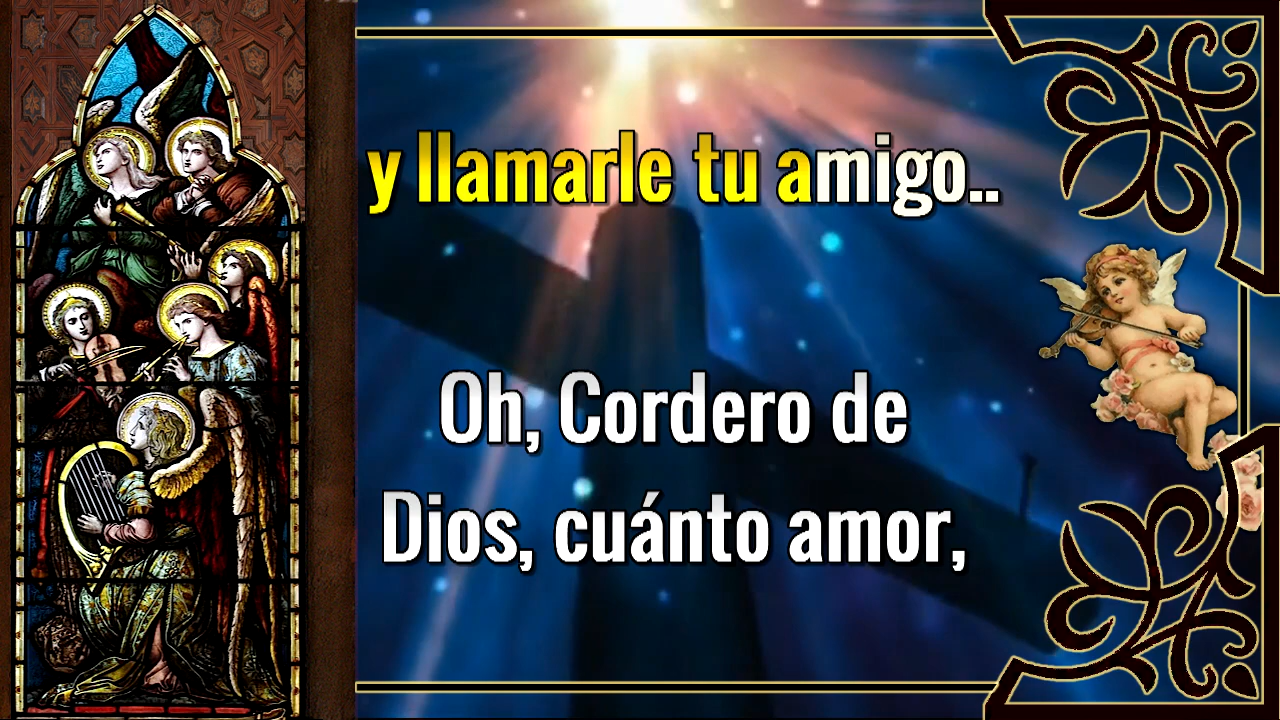 y llamarle tu amigo..
Oh, Cordero de
Dios, cuánto amor,